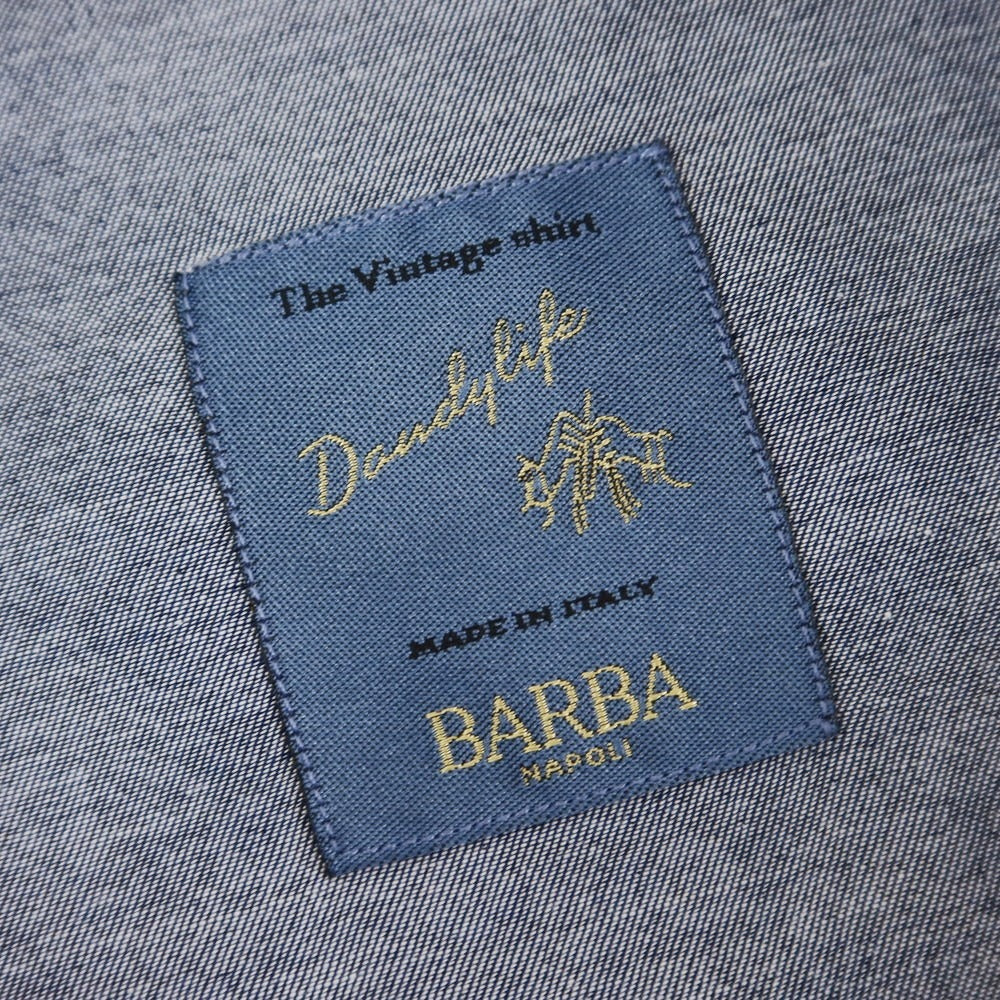 The Vintage shirt
Dandylife
MADE IN ITALY
BARBA
NAPOLI